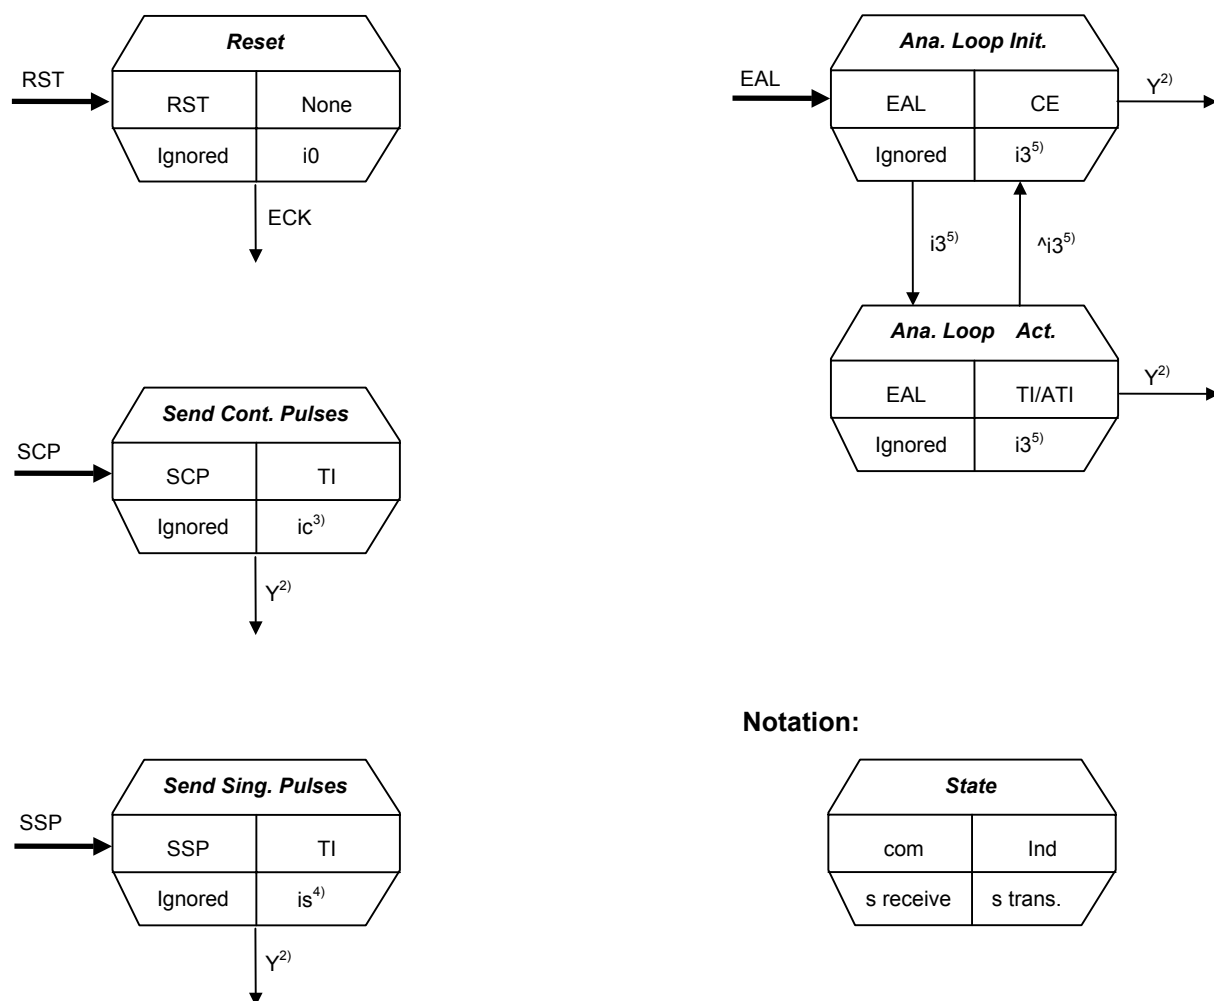 Reset
RST
RST
None
Ignored
i0
ECK
Ana. Loop Init.
EAL
EAL
CE
Y2)
Ignored
i35)
i35)
^i35)
Ana. Loop Act.
EAL
TI/ATI
Y2)
Ignored
i35)
Send Cont. Pulses
SCP
SCP
TI
Ignored
ic3)
Y2)
Send Sing. Pulses
SSP
SSP
TI
Ignored
is4)
Y2)
Notation:
State
com
Ind
s receive
s trans.